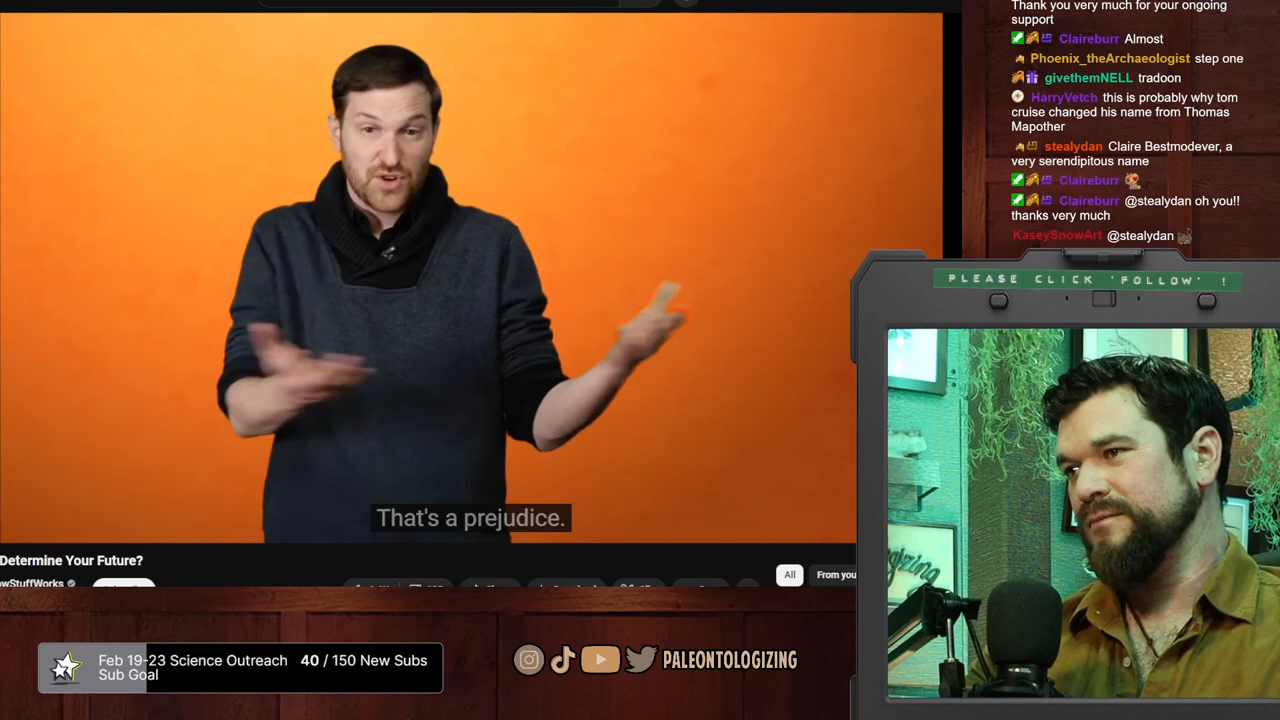 Thank you very much for your ongoing
support
Claireburr Almost
Phoenix_theArchaeologist step one
givethemNELL tradoon
HarryVetch this is probably why tom
cruise changed his name from Thomas
Mapother
stealydan Claire Bestmodever, a
very serendipitous name
Claireburr
Claireburr @stealydan oh you!!
thanks very much
KaseySnowArt @stealydan
PLEASE CLICK "FOLLOW" !
That's a prejudice.
Determine Your Future?
owStuffWorks
All
From you
Feb 19-23 Science Outreach 40 / 150 New Subs
Sub Goal
PALEONTOLOGIZING